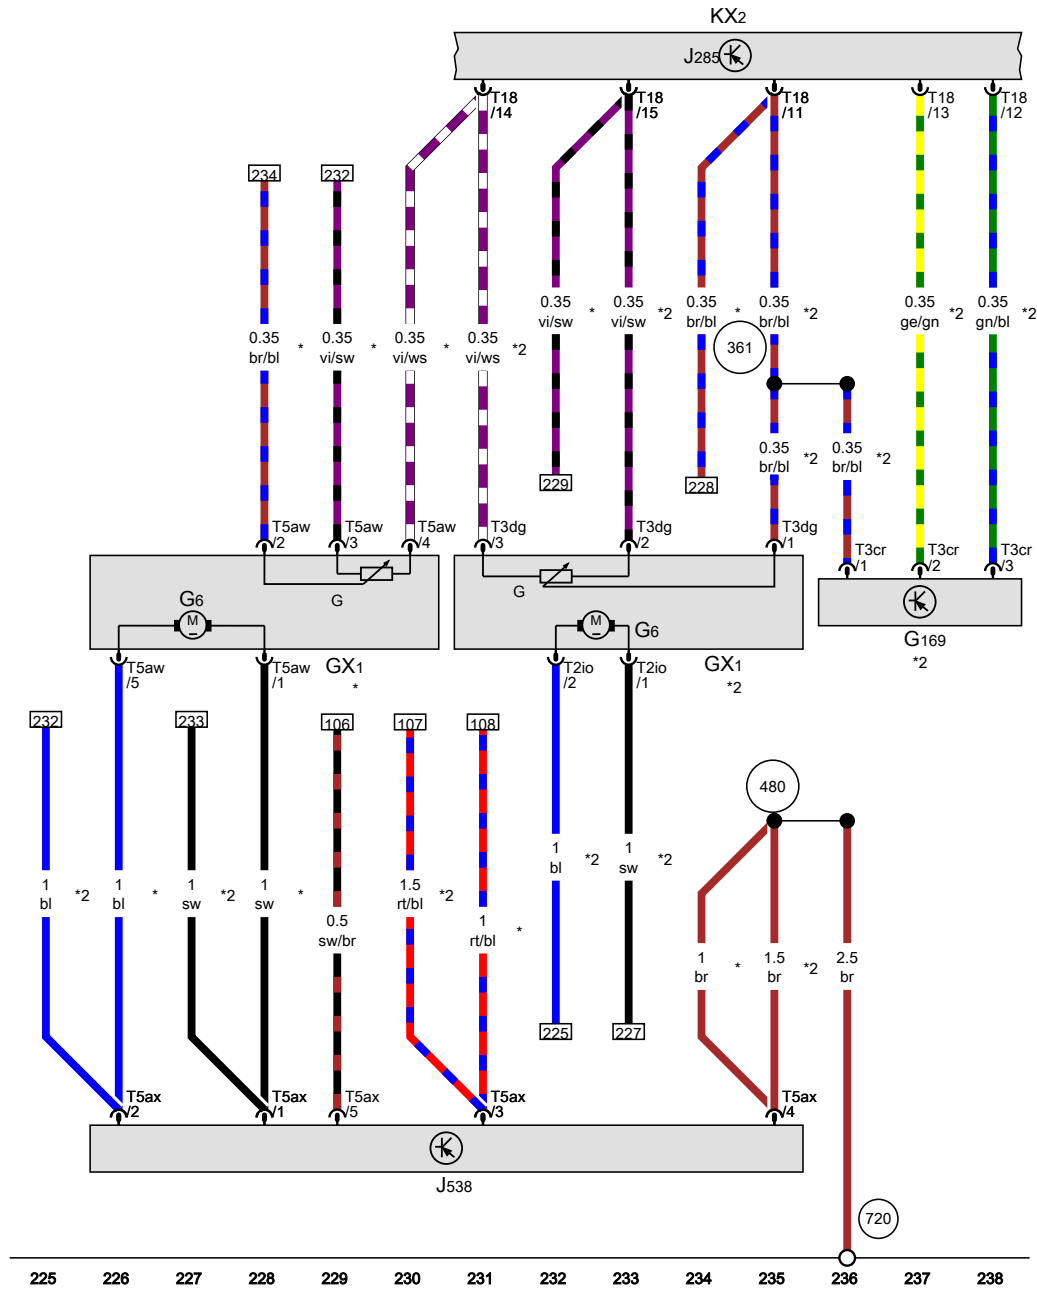 KX2
J285
T18
/14
T18
/15
T18
/11
T18
/13
T18
/12
234
232
0.35
br/bl
*
0.35
vi/sw
*
0.35
vi/ws
0.35
vi/ws
*2
0.35
vi/sw
*
0.35
vi/sw
*2
0.35
br/bl
*
0.35
br/bl
*2
0.35
ge/gn
*2
0.35
gn/bl
*2
361
0.35
br/bl
*2
0.35
br/bl
*2
229
228
T5aw
/2
T5aw
/3
T5aw
/4
T3dg
/3
T3dg
/2
T3dg
/1
T3cr
/1
T3cr
/2
T3cr
/3
G
G6
M
G
G6
M
G169
*2
T5aw
/5
T5aw
/1
GX1
*
T2io
/2
T2io
/1
GX1
*2
232
233
106
107
108
480
1
bl
*2
1
bl
*
1
sw
*2
1
sw
*
0.5
sw/br
1.5
rt/bl
*2
1
rt/bl
*
1
bl
*2
1
sw
*2
1
br
*
1.5
br
*2
2.5
br
225
227
T5ax
/2
T5ax
/1
T5ax
/5
T5ax
/3
T5ax
/4
J538
720
225 226 227 228 229 230 231 232 233 234 235 236 237 238